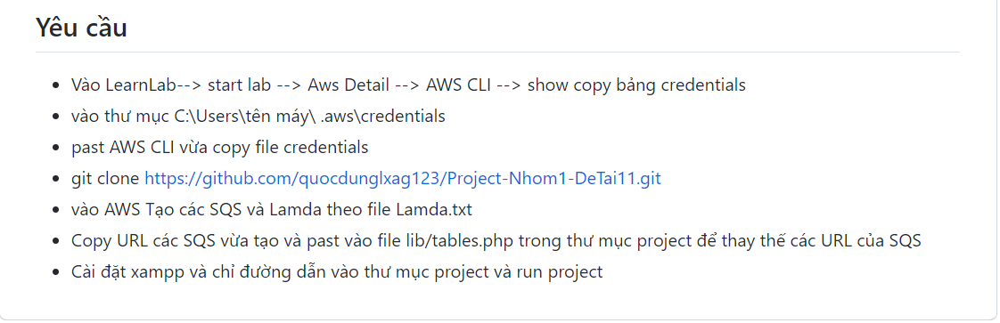 Yêu cầu
Vào LearnLab--> start lab --> Aws Detail --> AWS CLI --> show copy bảng credentials
vào thư mục C:\Users\tên máy\ .aws\credentials
past AWS CLI vừa copy file credentials
git clone https://github.com/quocdunglxag123/Project-Nhom1-DeTai11.git
vào AWS Tạo các SQS và Lamda theo file Lamda.txt
Copy URL các SQS vừa tạo và past vào file lib/tables.php trong thư mục project để thay thế các URL của SQS
Cài đặt xampp và chỉ đường dẫn vào thư mục project và run project